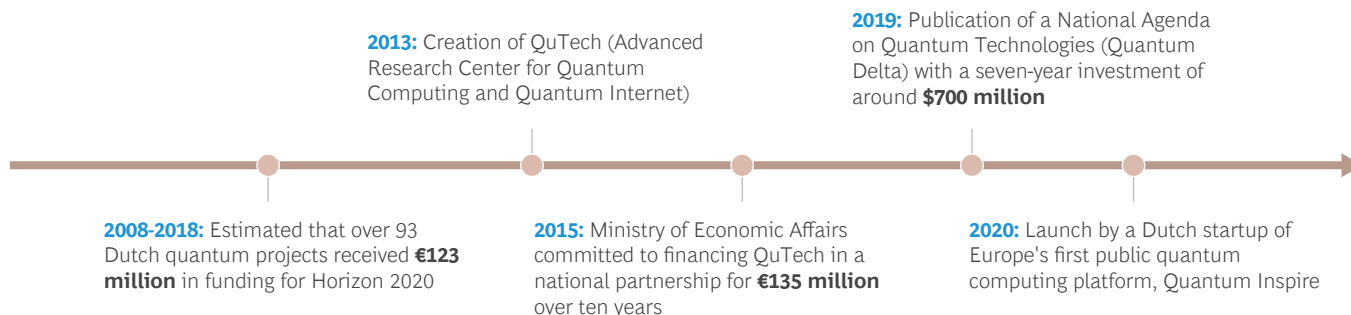 2013: Creation of QuTech (Advanced
Research Center for Quantum
Computing and Quantum Internet)
2019: Publication of a National Agenda
on Quantum Technologies (Quantum
Delta) with a seven-year investment of
around $700 million
2008-2018: Estimated that over 93
Dutch quantum projects received €123
million in funding for Horizon 2020
2015: Ministry of Economic Affairs
committed to financing QuTech in a
national partnership for €135 million
over ten years
2020: Launch by a Dutch startup of
Europe's first public quantum
computing platform, Quantum Inspire